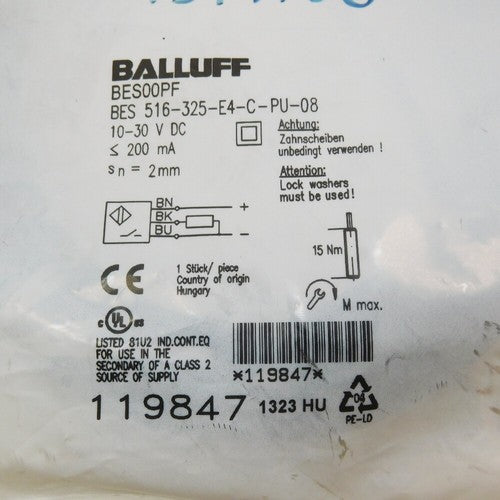 BALLUFF
BES00PF
BES 516-325-E4-C-PU-08
10-30 V DC
≤ 200 mA
sn = 2mm
Achtung:
Zahnscheiben
unbedingt verwenden !
Attention:
Lock washers
must be used!
BN +
BK
BU -
15 Nm
M max.
CE
1 Stück/ piece
Country of origin
Hungary
c UL us
LISTED 81U2 IND.CONT.EQ
FOR USE IN THE
SECONDARY OF A CLASS 2
SOURCE OF SUPPLY
*119847*
119847 1323 HU
04
PE-LD